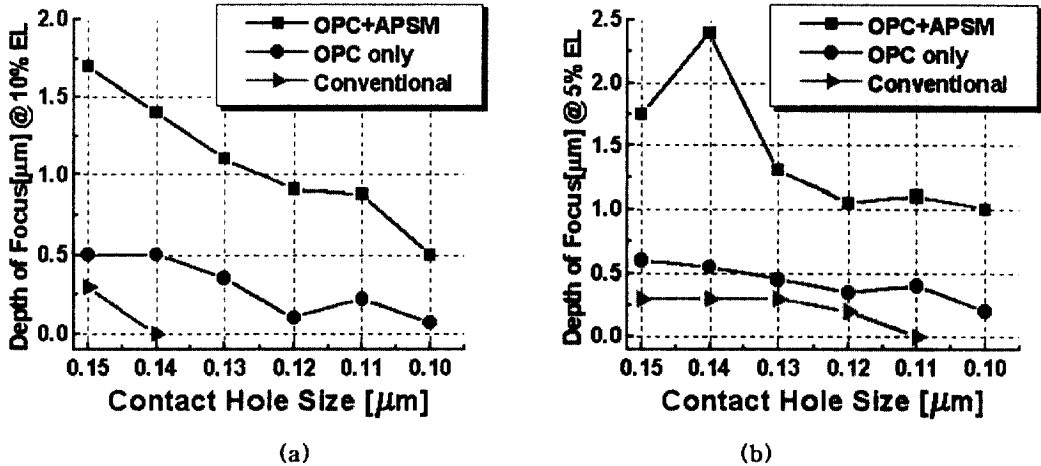 2.0
1.5
1.0
0.5
0.0
Depth of Focus[μm] @ 10% EL
OPC+APSM
OPC only
Conventional
0.15 0.14 0.13 0.12 0.11 0.10
Contact Hole Size [μm]
(a)
2.5
2.0
1.5
1.0
0.5
0.0
Depth of Focus[μm] @ 5% EL
OPC+APSM
OPC only
Conventional
0.15 0.14 0.13 0.12 0.11 0.10
Contact Hole Size [μm]
(b)